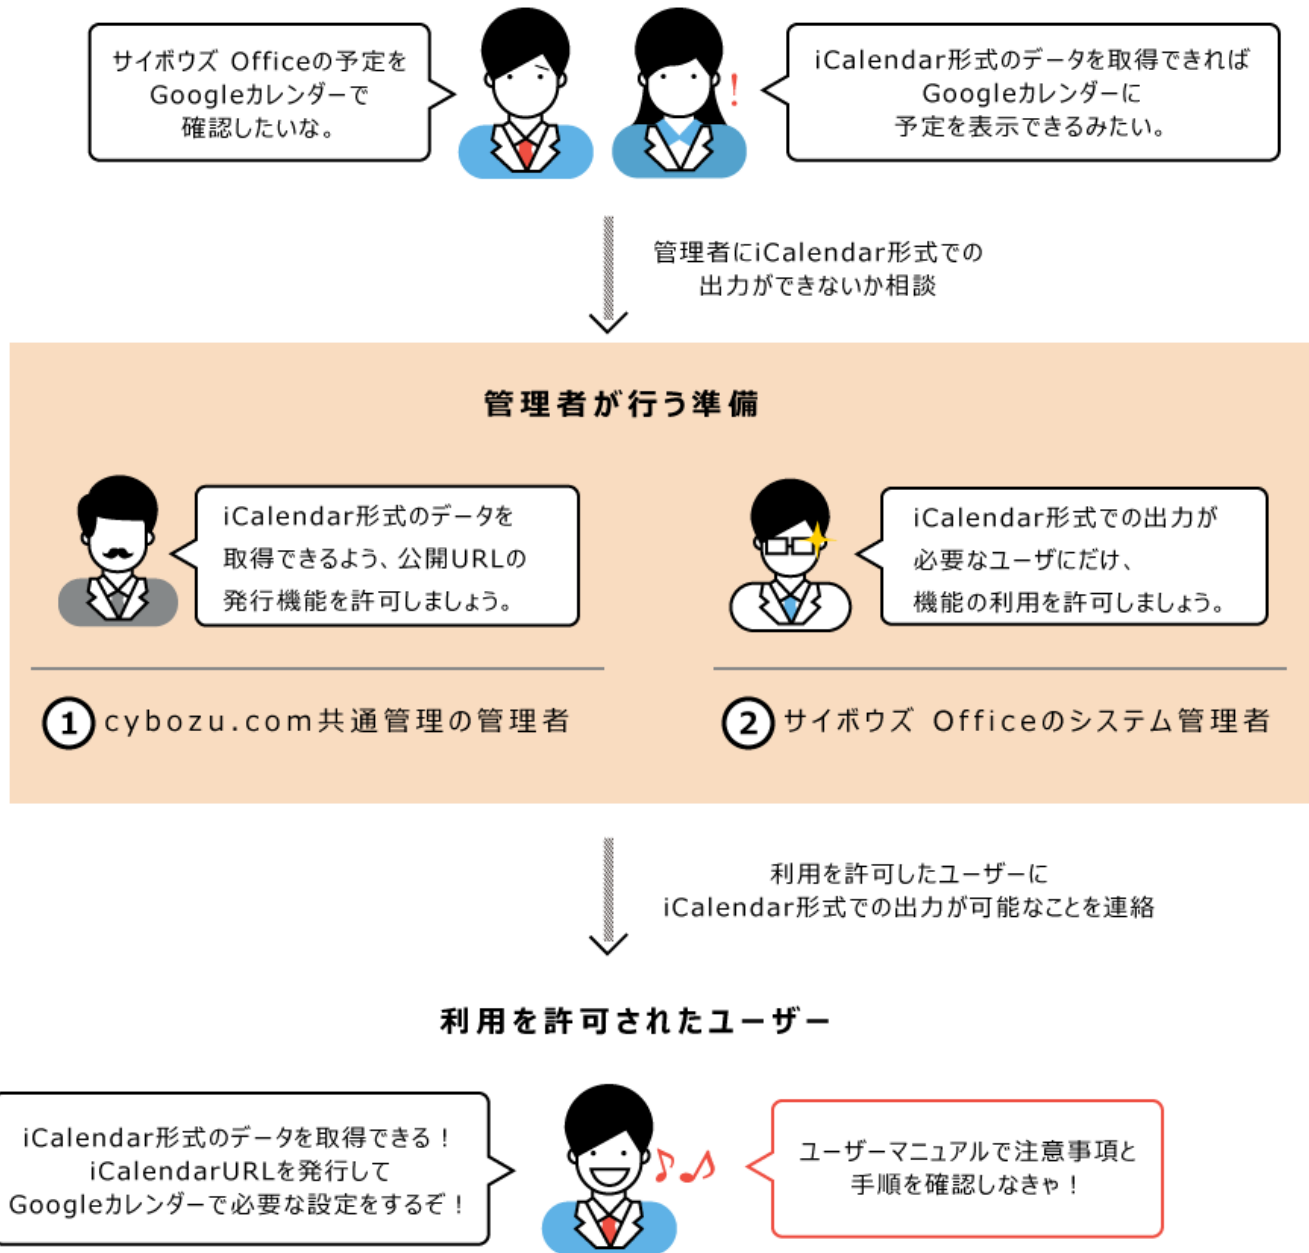 サイボウズ Officeの予定を
Googleカレンダーで
確認したいな。
iCalendar形式のデータを取得できれば
Googleカレンダーに
予定を表示できるみたい。
管理者にiCalendar形式での
出力ができないか相談
管理者が行う準備
iCalendar形式のデータを
取得できるよう、公開URLの
発行機能を許可しましょう。
iCalendar形式での出力が
必要なユーザにだけ、
機能の利用を許可しましょう。
① cybozu.com共通管理の管理者
② サイボウズ Officeのシステム管理者
利用を許可したユーザーに
iCalendar形式での出力が可能なことを連絡
利用を許可されたユーザー
iCalendar形式のデータを取得できる！
iCalendarURLを発行して
Googleカレンダーで必要な設定をするぞ！
ユーザーマニュアルで注意事項と
手順を確認しなきゃ！